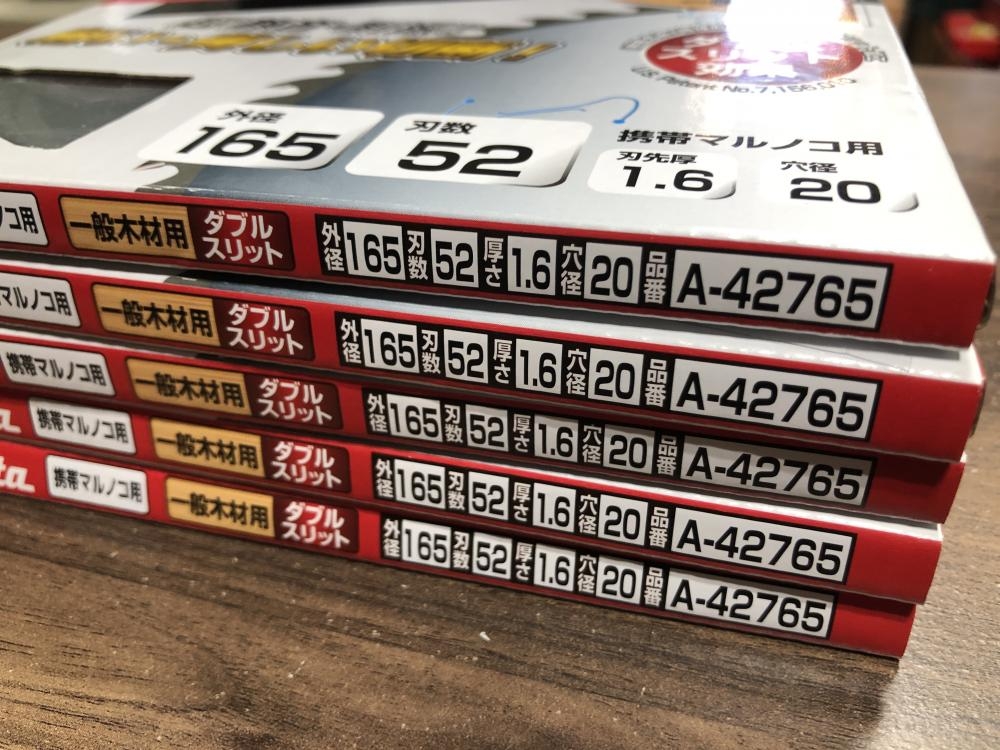 外径
165
刃数
52
携帯マルノコ用
刃先厚
1.6
穴径
20
コ用 一般木材用 ダブルスリット 外径 165 刃数 52 厚さ 1.6 穴径 20 品番 A-42765
マルノコ用 一般木材用 ダブルスリット 外径 165 刃数 52 厚さ 1.6 穴径 20 品番 A-42765
携帯マルノコ用 一般木材用 ダブルスリット 外径 165 刃数 52 厚さ 1.6 穴径 20 品番 A-42765
a 携帯マルノコ用 一般木材用 ダブルスリット 外径 165 刃数 52 厚さ 1.6 穴径 20 品番 A-42765
ta 携帯マルノコ用 一般木材用 ダブルスリット 外径 165 刃数 52 厚さ 1.6 穴径 20 品番 A-42765